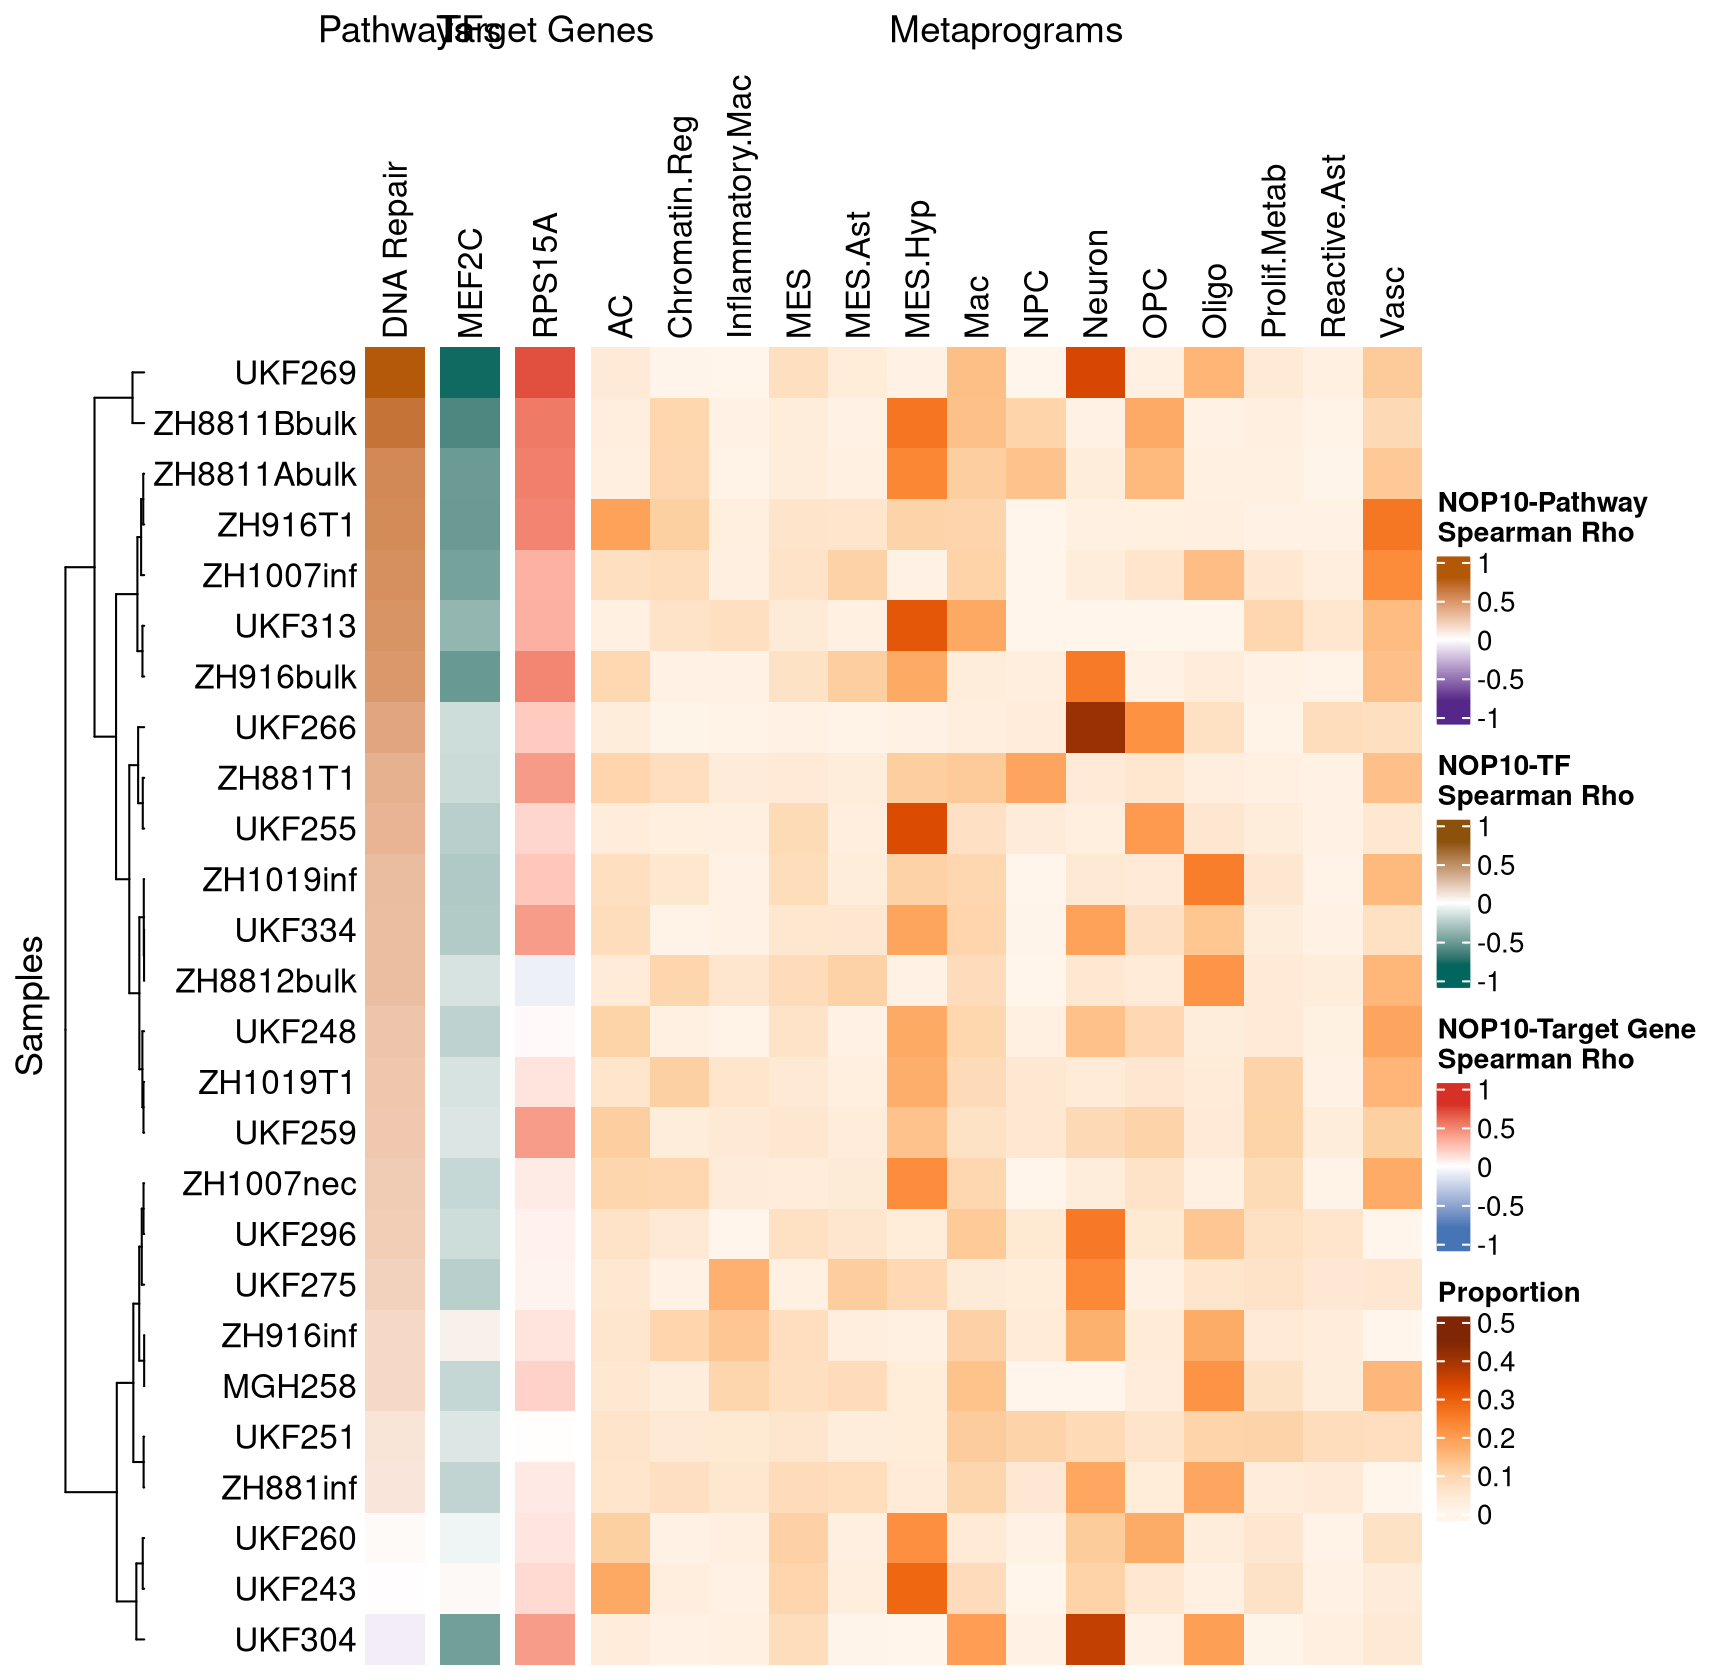 Pathways TFs Target Genes Metaprograms
DNA Repair
MEF2C
RPS15A
AC
Chromatin.Reg
Inflammatory.Mac
MES
MES.Ast
MES.Hyp
Mac
NPC
Neuron
OPC
Oligo
Prolif.Metab
Reactive.Ast
Vasc
Samples
UKF269
ZH8811Bbulk
ZH8811Abulk
ZH916T1
ZH1007inf
UKF313
ZH916bulk
UKF266
ZH881T1
UKF255
ZH1019inf
UKF334
ZH8812bulk
UKF248
ZH1019T1
UKF259
ZH1007nec
UKF296
UKF275
ZH916inf
MGH258
UKF251
ZH881inf
UKF260
UKF243
UKF304
NOP10-Pathway
Spearman Rho
1
0.5
0
-0.5
-1
NOP10-TF
Spearman Rho
1
0.5
0
-0.5
-1
NOP10-Target Gene
Spearman Rho
1
0.5
0
-0.5
-1
Proportion
0.5
0.4
0.3
0.2
0.1
0